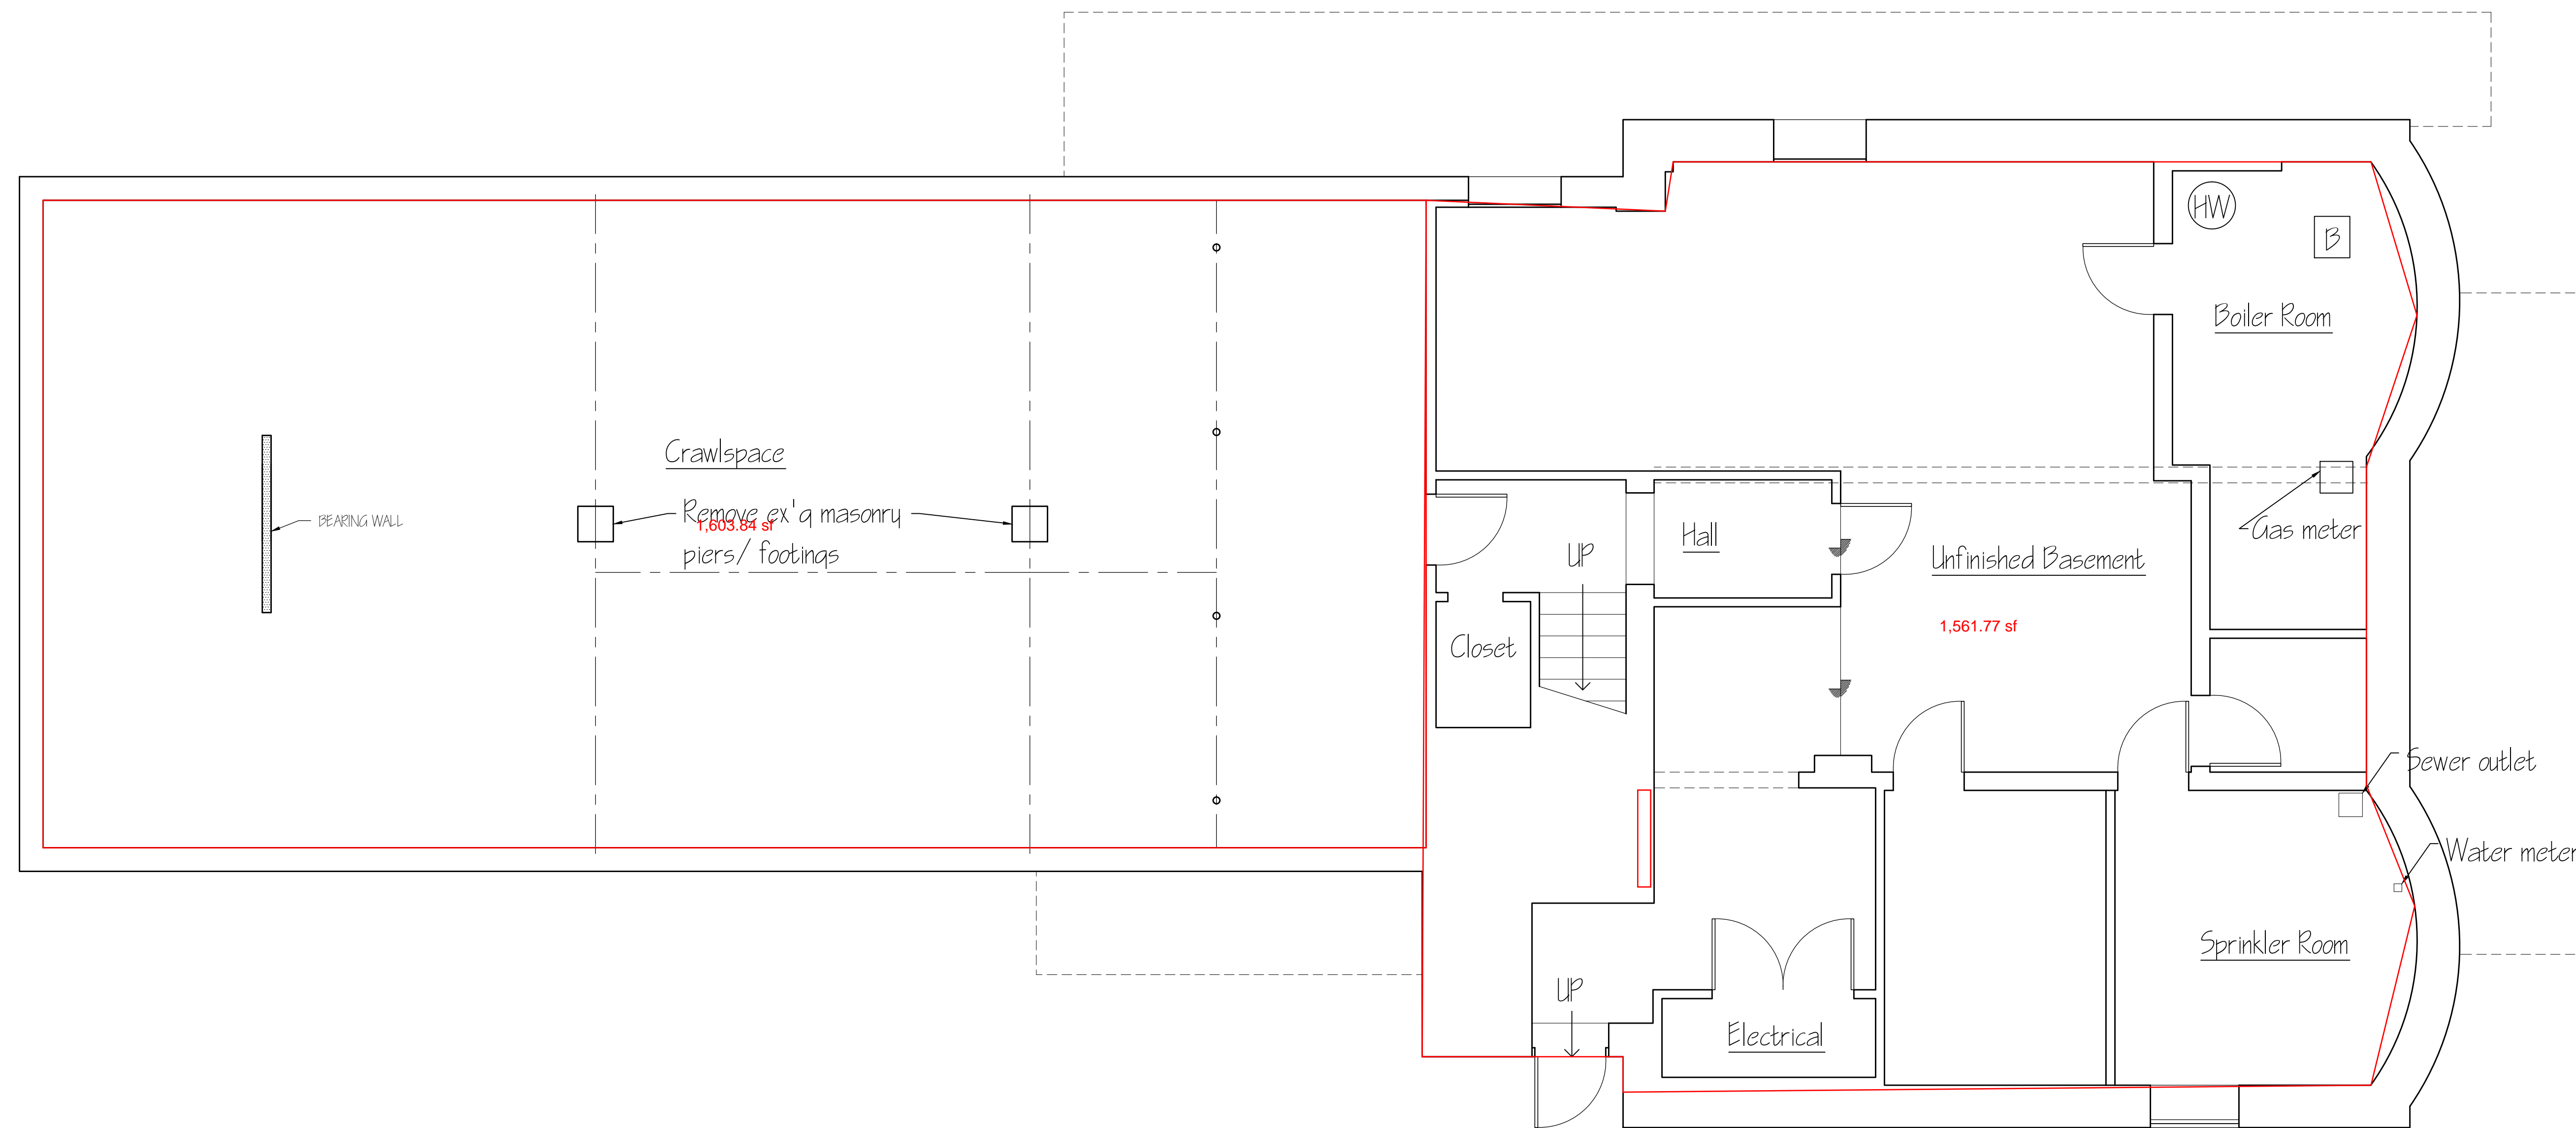 HW
B
Boiler Room
Crawlspace
Remove ex'g masonry
1,603.84 sf
piers/ footings
BEARING WALL
Hall
UP
Gas meter
Unfinished Basement
1,561.77 sf
Closet
Sewer outlet
Water meter
Sprinkler Room
UP
Electrical